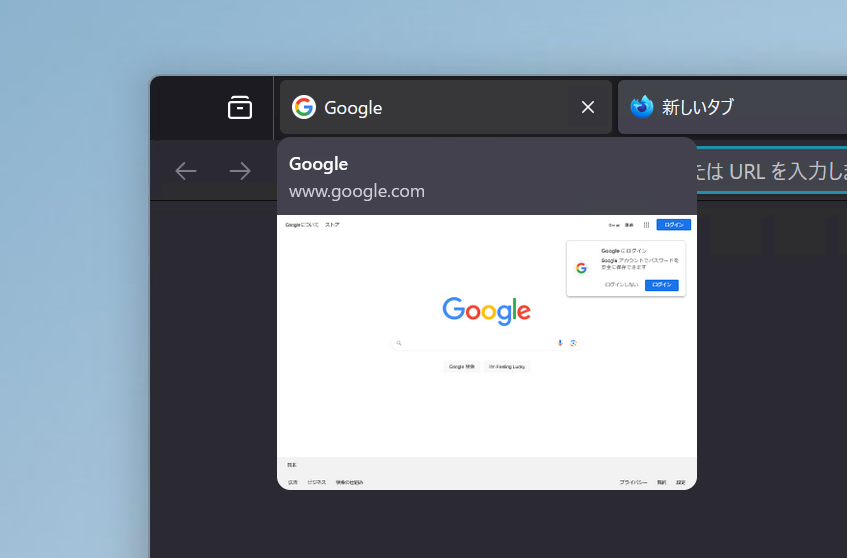 Google
新しいタブ
たは URL を入力しま
Google
www.google.com
Googleについて ストア
Gmail 画像
ログイン
Google にログイン
Google アカウントでパスワードを
安全に保存できます
ログインしない
ログイン
Google
Google 検索
I'm Feeling Lucky
日本
広告 ビジネス 検索の仕組み
プライバシー 規約 設定